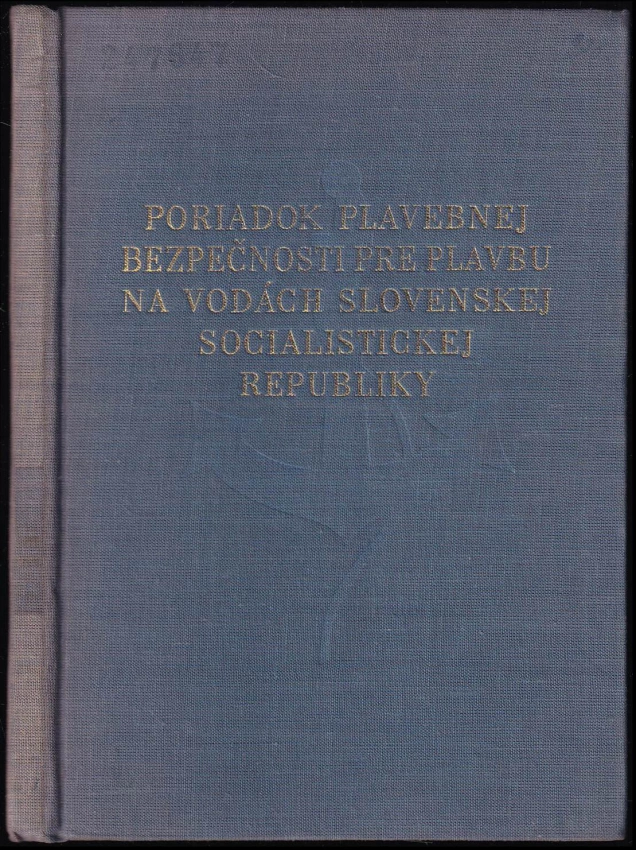 PORIADOK PLAVEBNEJ
BEZPEČNOSTI PRE PLAVBU
NA VODÁCH SLOVENSKEJ
SOCIALISTICKEJ
REPUBLIKY